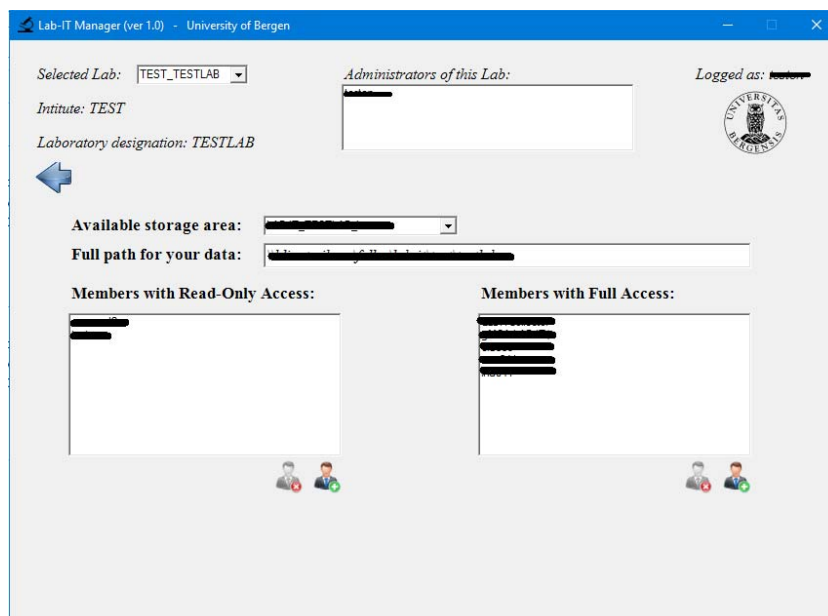 Lab-IT Manager (ver 1.0) - University of Bergen
Selected Lab: TEST_TESTLAB
Administrators of this Lab:
Logged as:
Intitute: TEST
UNIVERSITAS BERGENSIS
Laboratory designation: TESTLAB
Available storage area:
Full path for your data:
Members with Read-Only Access:
Members with Full Access: